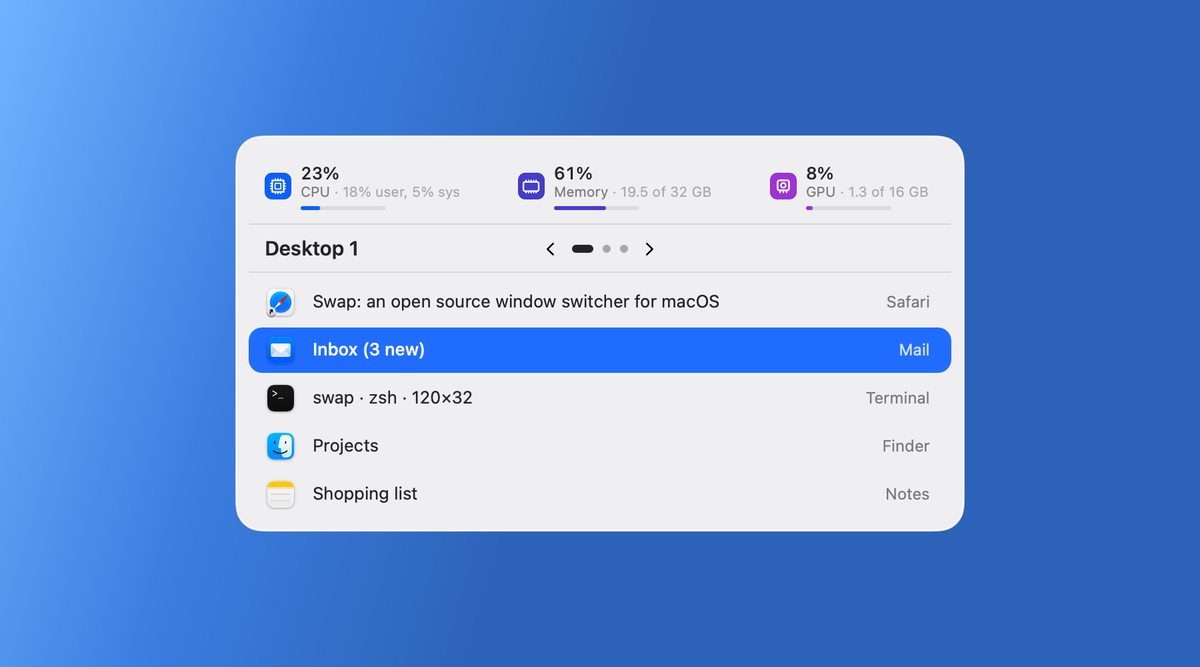 23%
CPU · 18% user, 5% sys
61%
Memory · 19.5 of 32 GB
8%
GPU · 1.3 of 16 GB
Desktop 1
Swap: an open source window switcher for macOS
Safari
Inbox (3 new)
Mail
>_
swap · zsh · 120×32
Terminal
Projects
Finder
Shopping list
Notes